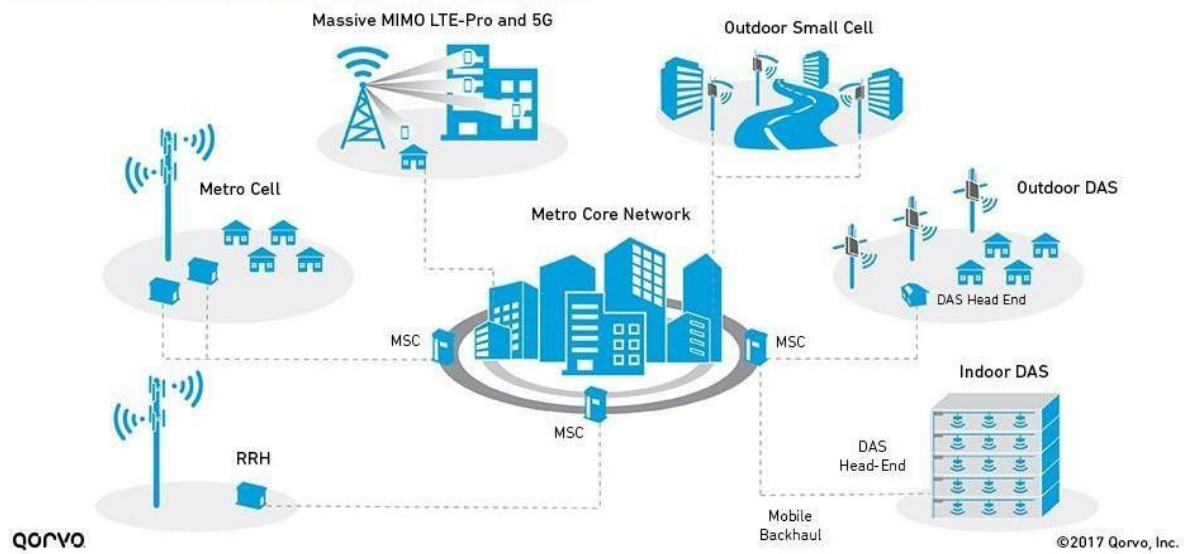 Massive MIMO LTE-Pro and 5G
Outdoor Small Cell
Metro Cell
Metro Core Network
Outdoor DAS
DAS Head End
MSC
MSC
MSC
Indoor DAS
RRH
DAS
Head-End
Mobile
Backhaul
QORVO
©2017 Qorvo, Inc.